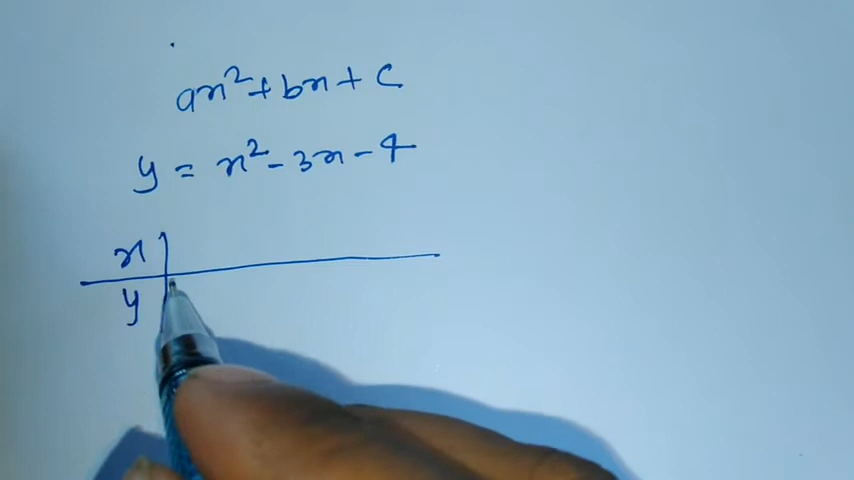 ax² + bx + c
y = x² - 3x - 4
x
y